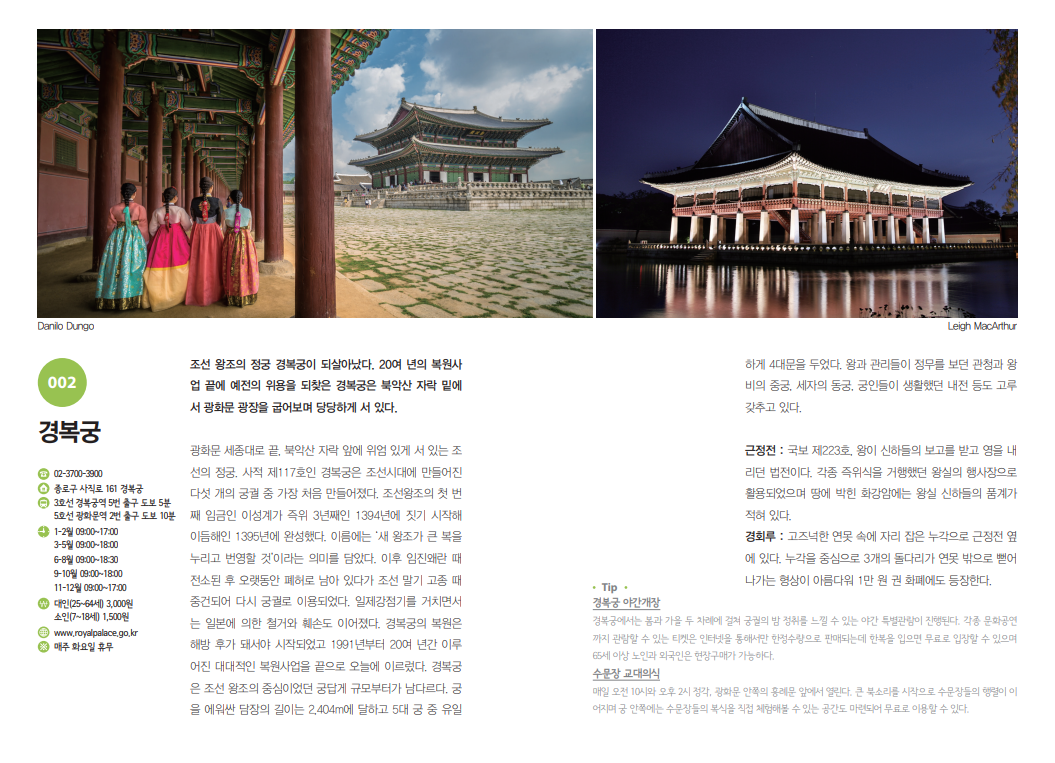 Danilo Dungo
Leigh MacArthur
002
경복궁
02-3700-3900
종로구 사직로 161 경복궁
3호선 경복궁역 5번 출구 도보 5분
5호선 광화문역 2번 출구 도보 10분
1-2월 09:00~17:00
3-5월 09:00~18:00
6-8월 09:00~18:30
9-10월 09:00~18:00
11-12월 09:00~17:00
대인(25~64세) 3,000원
소인(7~18세) 1,500원
www.royalpalace.go.kr
매주 화요일 휴무
조선 왕조의 정궁 경복궁이 되살아났다. 20여 년의 복원사
업 끝에 예전의 위용을 되찾은 경복궁은 북악산 자락 밑에
서 광화문 광장을 굽어보며 당당하게 서 있다.
광화문 세종대로 끝, 북악산 자락 앞에 위엄 있게 서 있는 조
선의 정궁. 사적 제117호인 경복궁은 조선시대에 만들어진
다섯 개의 궁궐 중 가장 처음 만들어졌다. 조선왕조의 첫 번
째 임금인 이성계가 즉위 3년째인 1394년에 짓기 시작해
이듬해인 1395년에 완성했다. 이름에는 ‘새 왕조가 큰 복을
누리고 번영할 것’이라는 의미를 담았다. 이후 임진왜란 때
전소된 후 오랫동안 폐허로 남아 있다가 조선 말기 고종 때
중건되어 다시 궁궐로 이용되었다. 일제강점기를 거치면서
는 일본에 의한 철거와 훼손도 이어졌다. 경복궁의 복원은
해방 후가 돼서야 시작되었고 1991년부터 20여 년간 이루
어진 대대적인 복원사업을 끝으로 오늘에 이르렀다. 경복궁
은 조선 왕조의 중심이었던 궁답게 규모부터가 남다르다. 궁
을 에워싼 담장의 길이는 2,404m에 달하고 5대 궁 중 유일
하게 4대문을 두었다. 왕과 관리들이 정무를 보던 관청과 왕
비의 중궁, 세자의 동궁, 궁인들이 생활했던 내전 등도 고루
갖추고 있다.
근정전 : 국보 제223호, 왕이 신하들의 보고를 받고 영을 내
리던 법전이다. 각종 즉위식을 거행했던 왕실의 행사장으로
활용되었으며 땅에 박힌 화강암에는 왕실 신하들의 품계가
적혀 있다.
경회루 : 고즈넉한 연못 속에 자리 잡은 누각으로 근정전 옆
에 있다. 누각을 중심으로 3개의 돌다리가 연못 밖으로 뻗어
나가는 형상이 아름다워 1만 원 권 화폐에도 등장한다.
• Tip •
경복궁 야간개장
경복궁에서는 봄과 가을 두 차례에 걸쳐 궁궐의 밤 정취를 느낄 수 있는 야간 특별관람이 진행된다. 각종 문화공연
까지 관람할 수 있는 티켓은 인터넷을 통해서만 한정수량으로 판매되는데 한복을 입으면 무료로 입장할 수 있으며
65세 이상 노인과 외국인은 현장구매가 가능하다.
수문장 교대의식
매일 오전 10시와 오후 2시 정각, 광화문 안쪽의 흥례문 앞에서 열린다. 큰 북소리를 시작으로 수문장들의 행렬이 이
어지며 궁 안쪽에는 수문장들의 복식을 직접 체험해볼 수 있는 공간도 마련되어 무료로 이용할 수 있다.